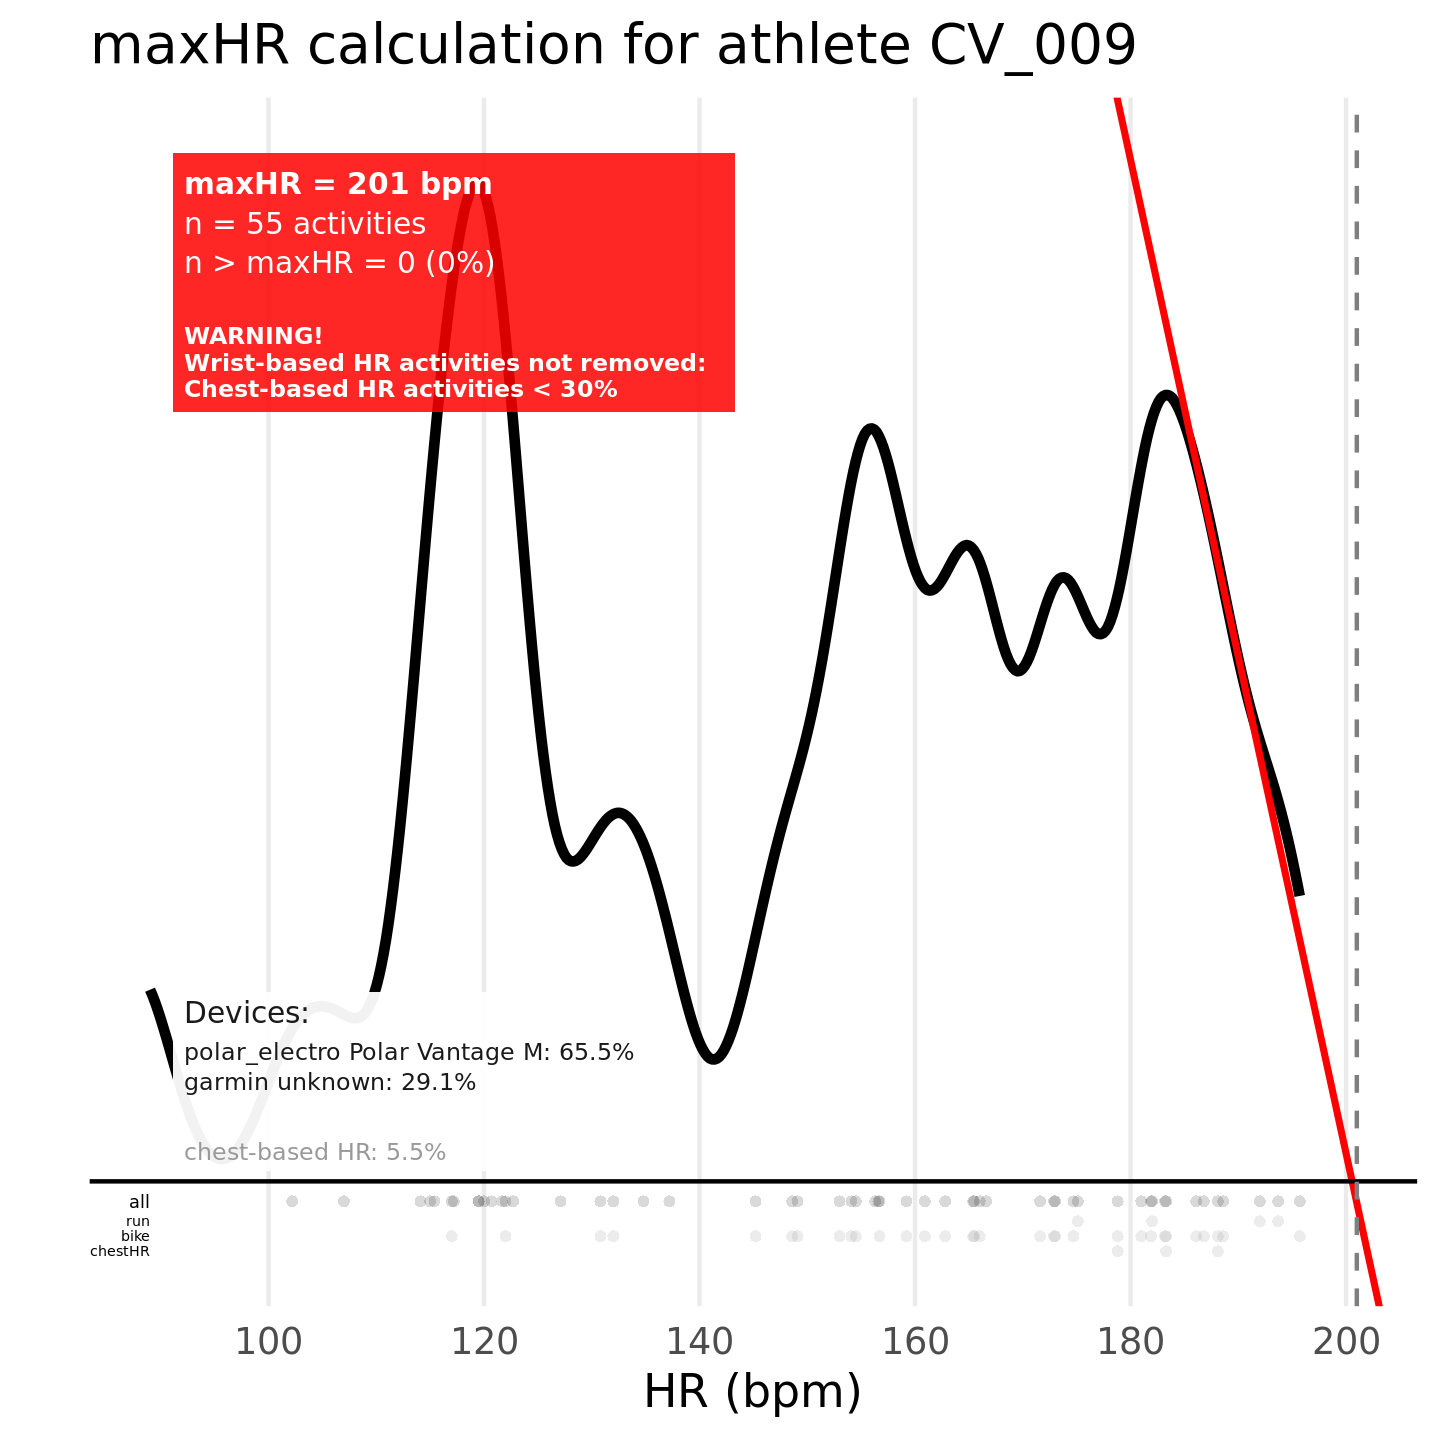 maxHR calculation for athlete CV_009
maxHR = 201 bpm
n = 55 activities
n > maxHR = 0 (0%)
WARNING!
Wrist-based HR activities not removed:
Chest-based HR activities < 30%
Devices:
polar_electro Polar Vantage M: 65.5%
garmin unknown: 29.1%
chest-based HR: 5.5%
all
run
bike
chestHR
100 120 140 160 180 200
HR (bpm)